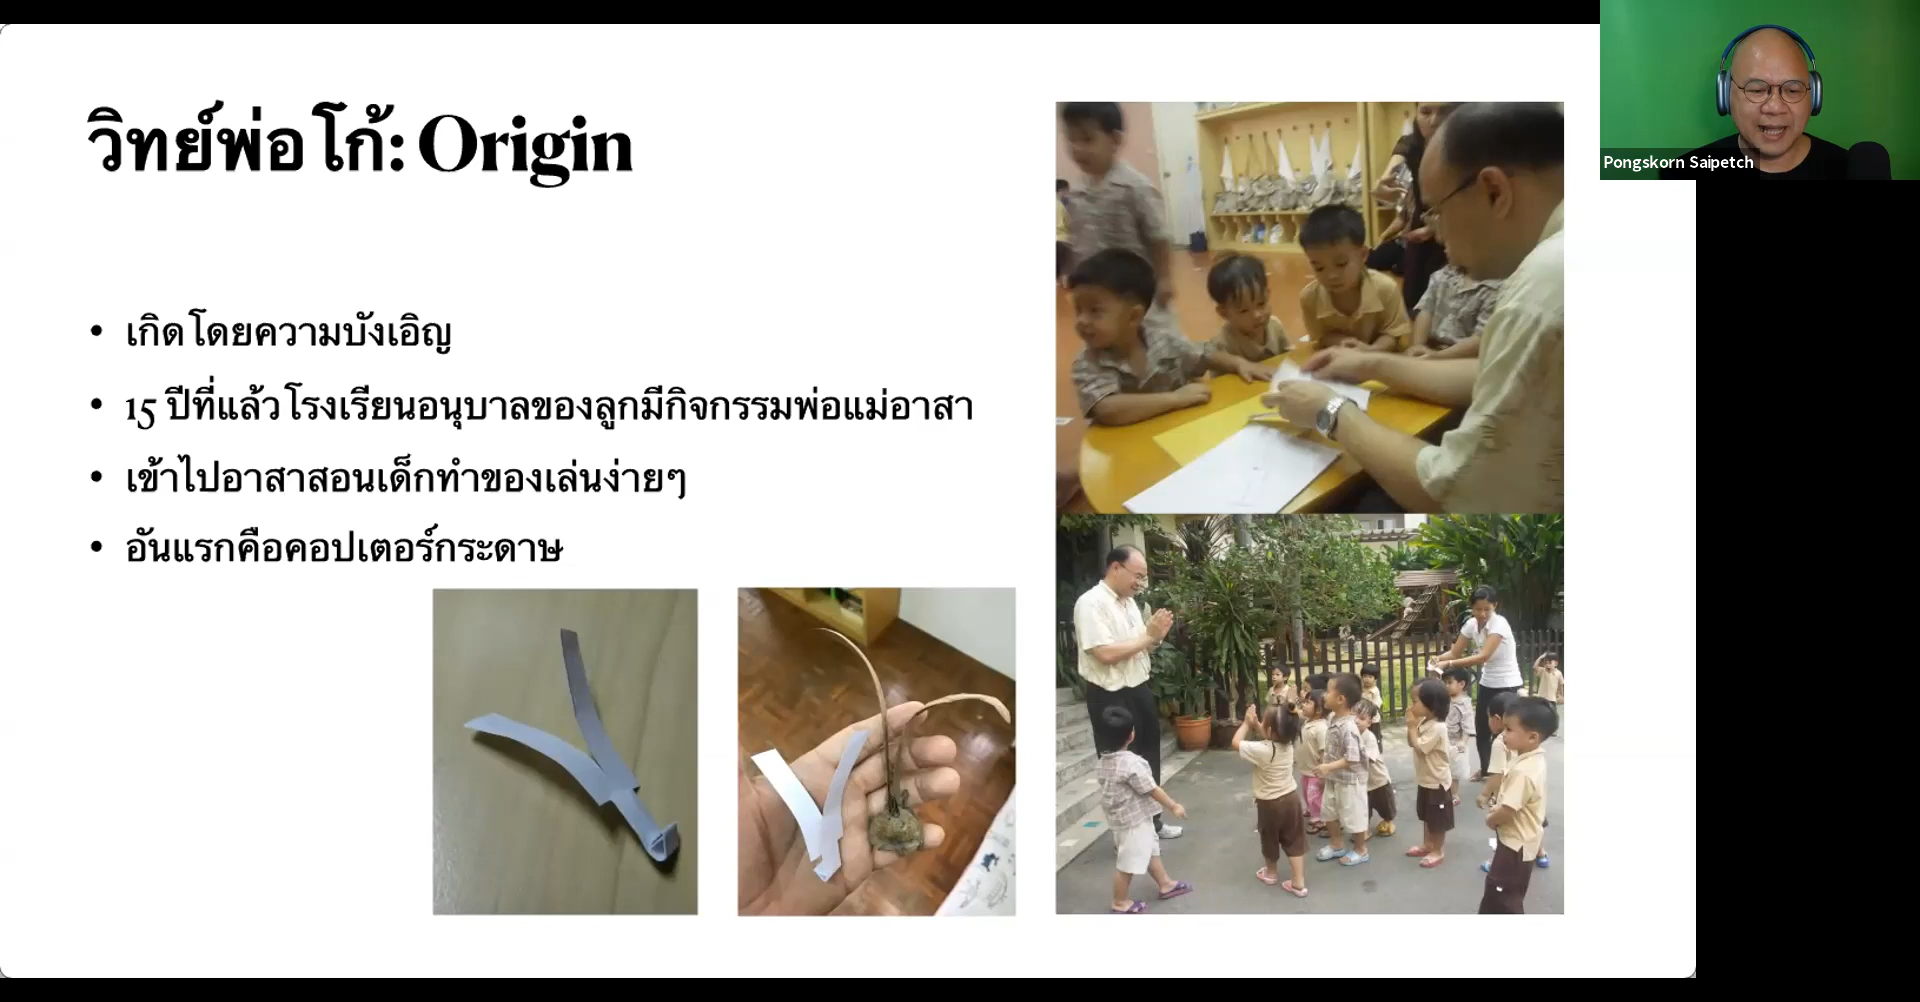 วิทย์พ่อโก้: Origin
• เกิดโดยความบังเอิญ
• 15 ปีที่แล้วโรงเรียนอนุบาลของลูกมีกิจกรรมพ่อแม่อาสา
• เข้าไปอาสาสอนเด็กทำของเล่นง่ายๆ
• อันแรกคือคอปเตอร์กระดาษ
Pongskorn Saipetch